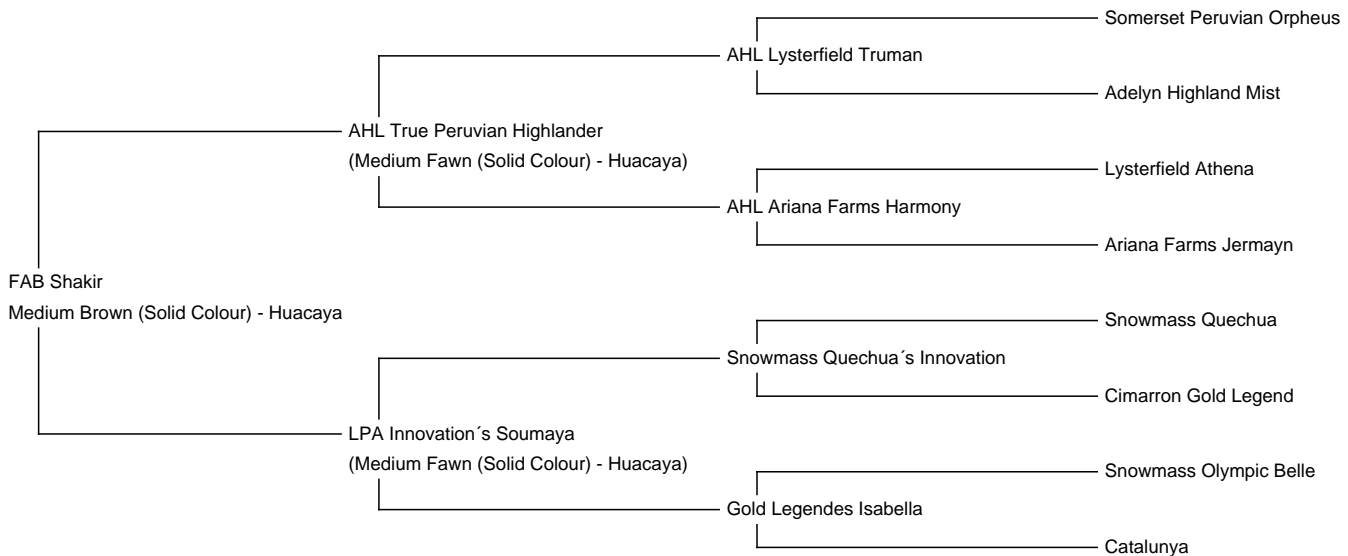 Somerset Peruvian Orpheus
AHL Lysterfield Truman
Adelyn Highland Mist
AHL True Peruvian Highlander
(Medium Fawn (Solid Colour) - Huacaya)
Lysterfield Athena
AHL Ariana Farms Harmony
Ariana Farms Jermayn
FAB Shakir
Medium Brown (Solid Colour) - Huacaya
Snowmass Quechua
Snowmass Quechua´s Innovation
Cimarron Gold Legend
LPA Innovation´s Soumaya
(Medium Fawn (Solid Colour) - Huacaya)
Snowmass Olympic Belle
Gold Legendes Isabella
Catalunya